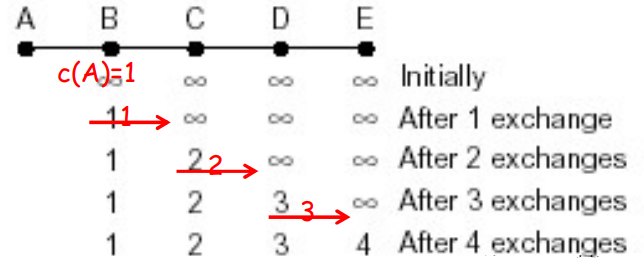 A B C D E
c(A)=1 ∞ ∞ ∞ ∞ Initially
1 1 ∞ ∞ ∞ After 1 exchange
1 2 2 ∞ ∞ After 2 exchanges
1 2 3 3 ∞ After 3 exchanges
1 2 3 4 After 4 exchanges